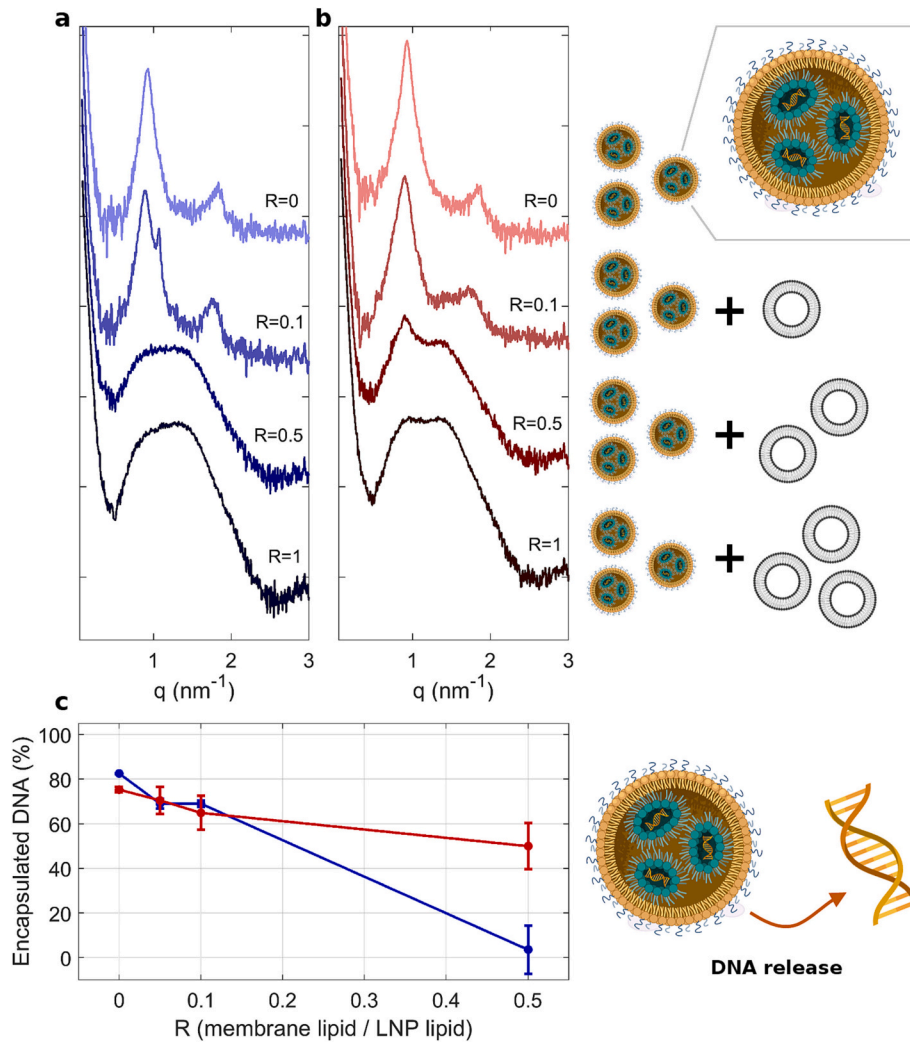 a
b
R=0
R=0
R=0.1
R=0.1
R=0.5
R=0.5
R=1
R=1
+
+
+
1 2 3
1 2 3
q (nm⁻¹)
q (nm⁻¹)
c
100
80
60
40
20
0
Encapsulated DNA (%)
0 0.1 0.2 0.3 0.4 0.5
R (membrane lipid / LNP lipid)
DNA release